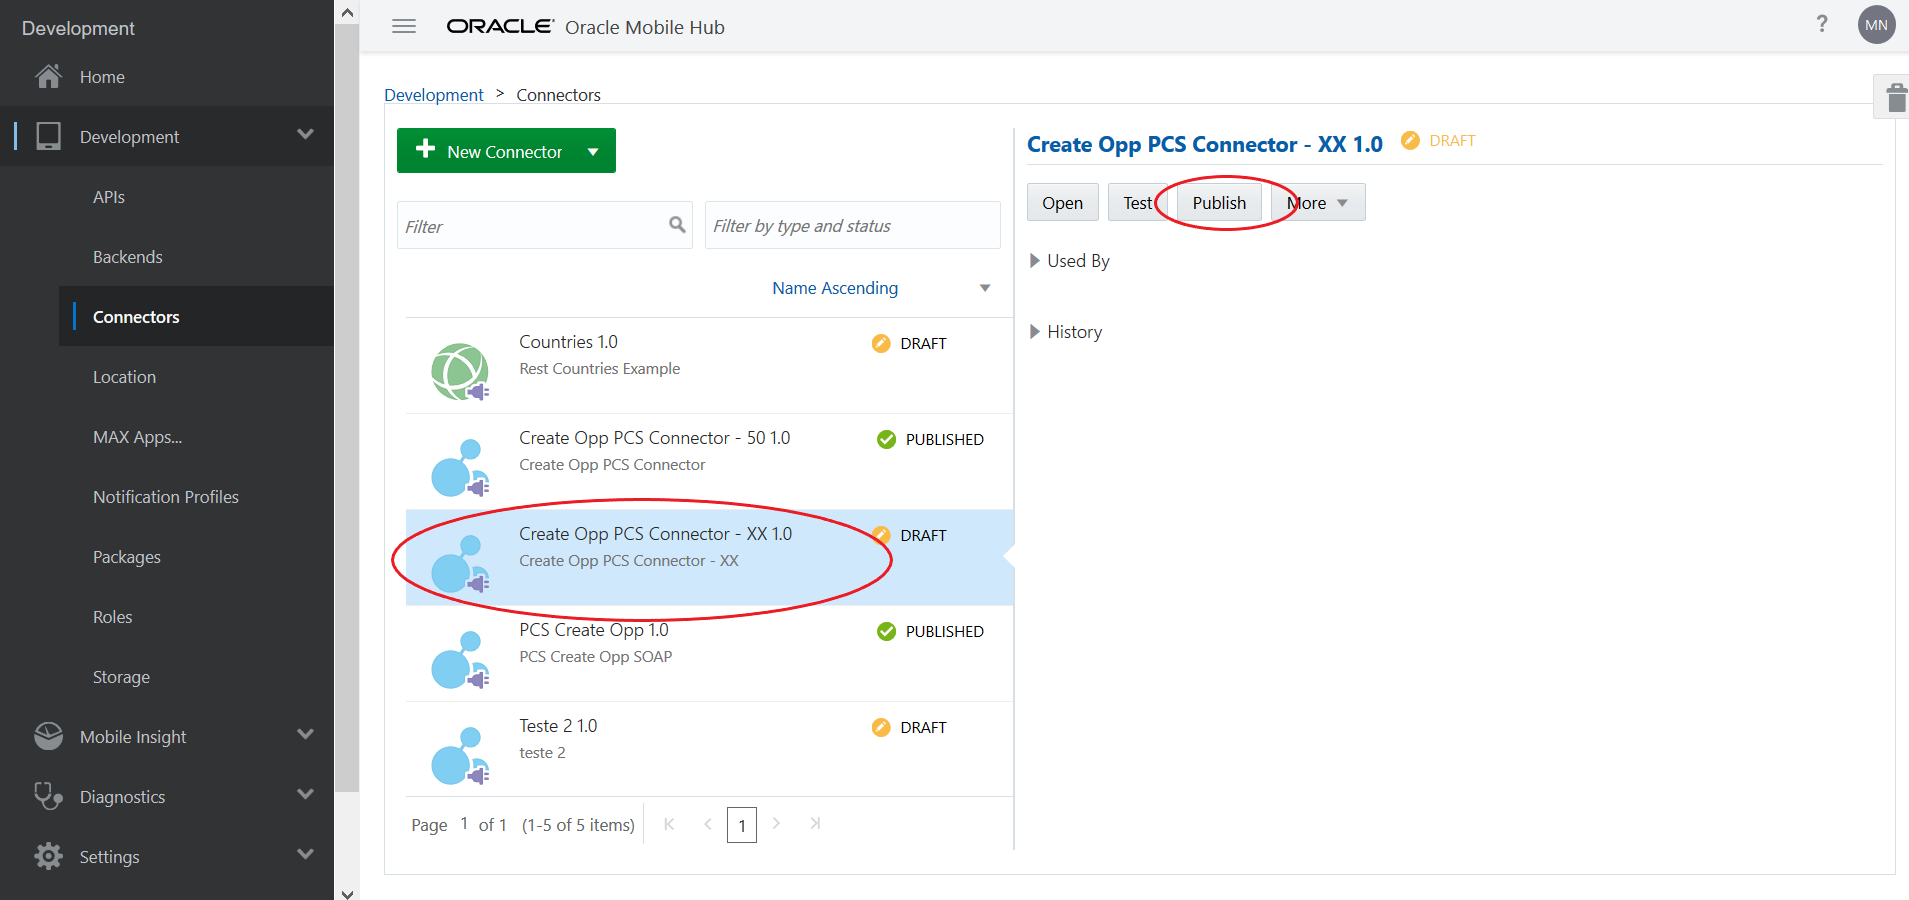 Development
Home
Development
APIs
Backends
Connectors
Location
MAX Apps...
Notification Profiles
Packages
Roles
Storage
Mobile Insight
Diagnostics
Settings
ORACLE Oracle Mobile Hub
? MN
Development > Connectors
+ New Connector
Filter
Filter by type and status
Name Ascending
Countries 1.0 DRAFT
Rest Countries Example
Create Opp PCS Connector - 50 1.0 PUBLISHED
Create Opp PCS Connector
Create Opp PCS Connector - XX 1.0 DRAFT
Create Opp PCS Connector - XX
PCS Create Opp 1.0 PUBLISHED
PCS Create Opp SOAP
Teste 2 1.0 DRAFT
teste 2
Page 1 of 1 (1-5 of 5 items) 1
Create Opp PCS Connector - XX 1.0 DRAFT
Open Test Publish More
Used By
History